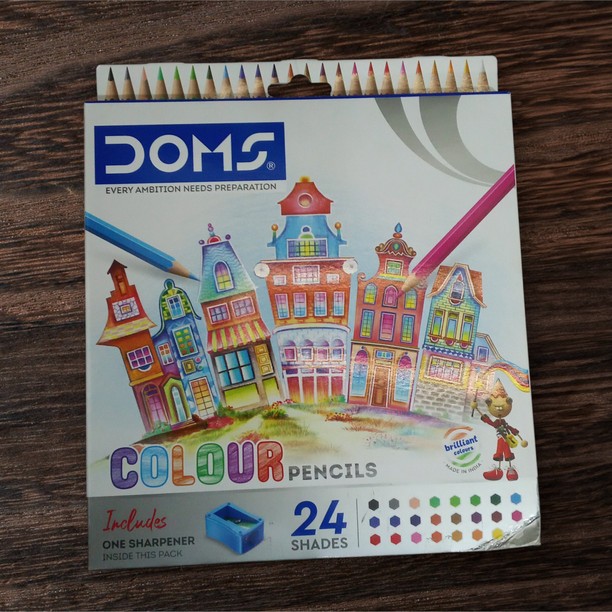 DOMS®
EVERY AMBITION NEEDS PREPARATION
COLOUR PENCILS
brilliant
colours
MADE IN INDIA
Includes
ONE SHARPENER
INSIDE THIS PACK
24
SHADES